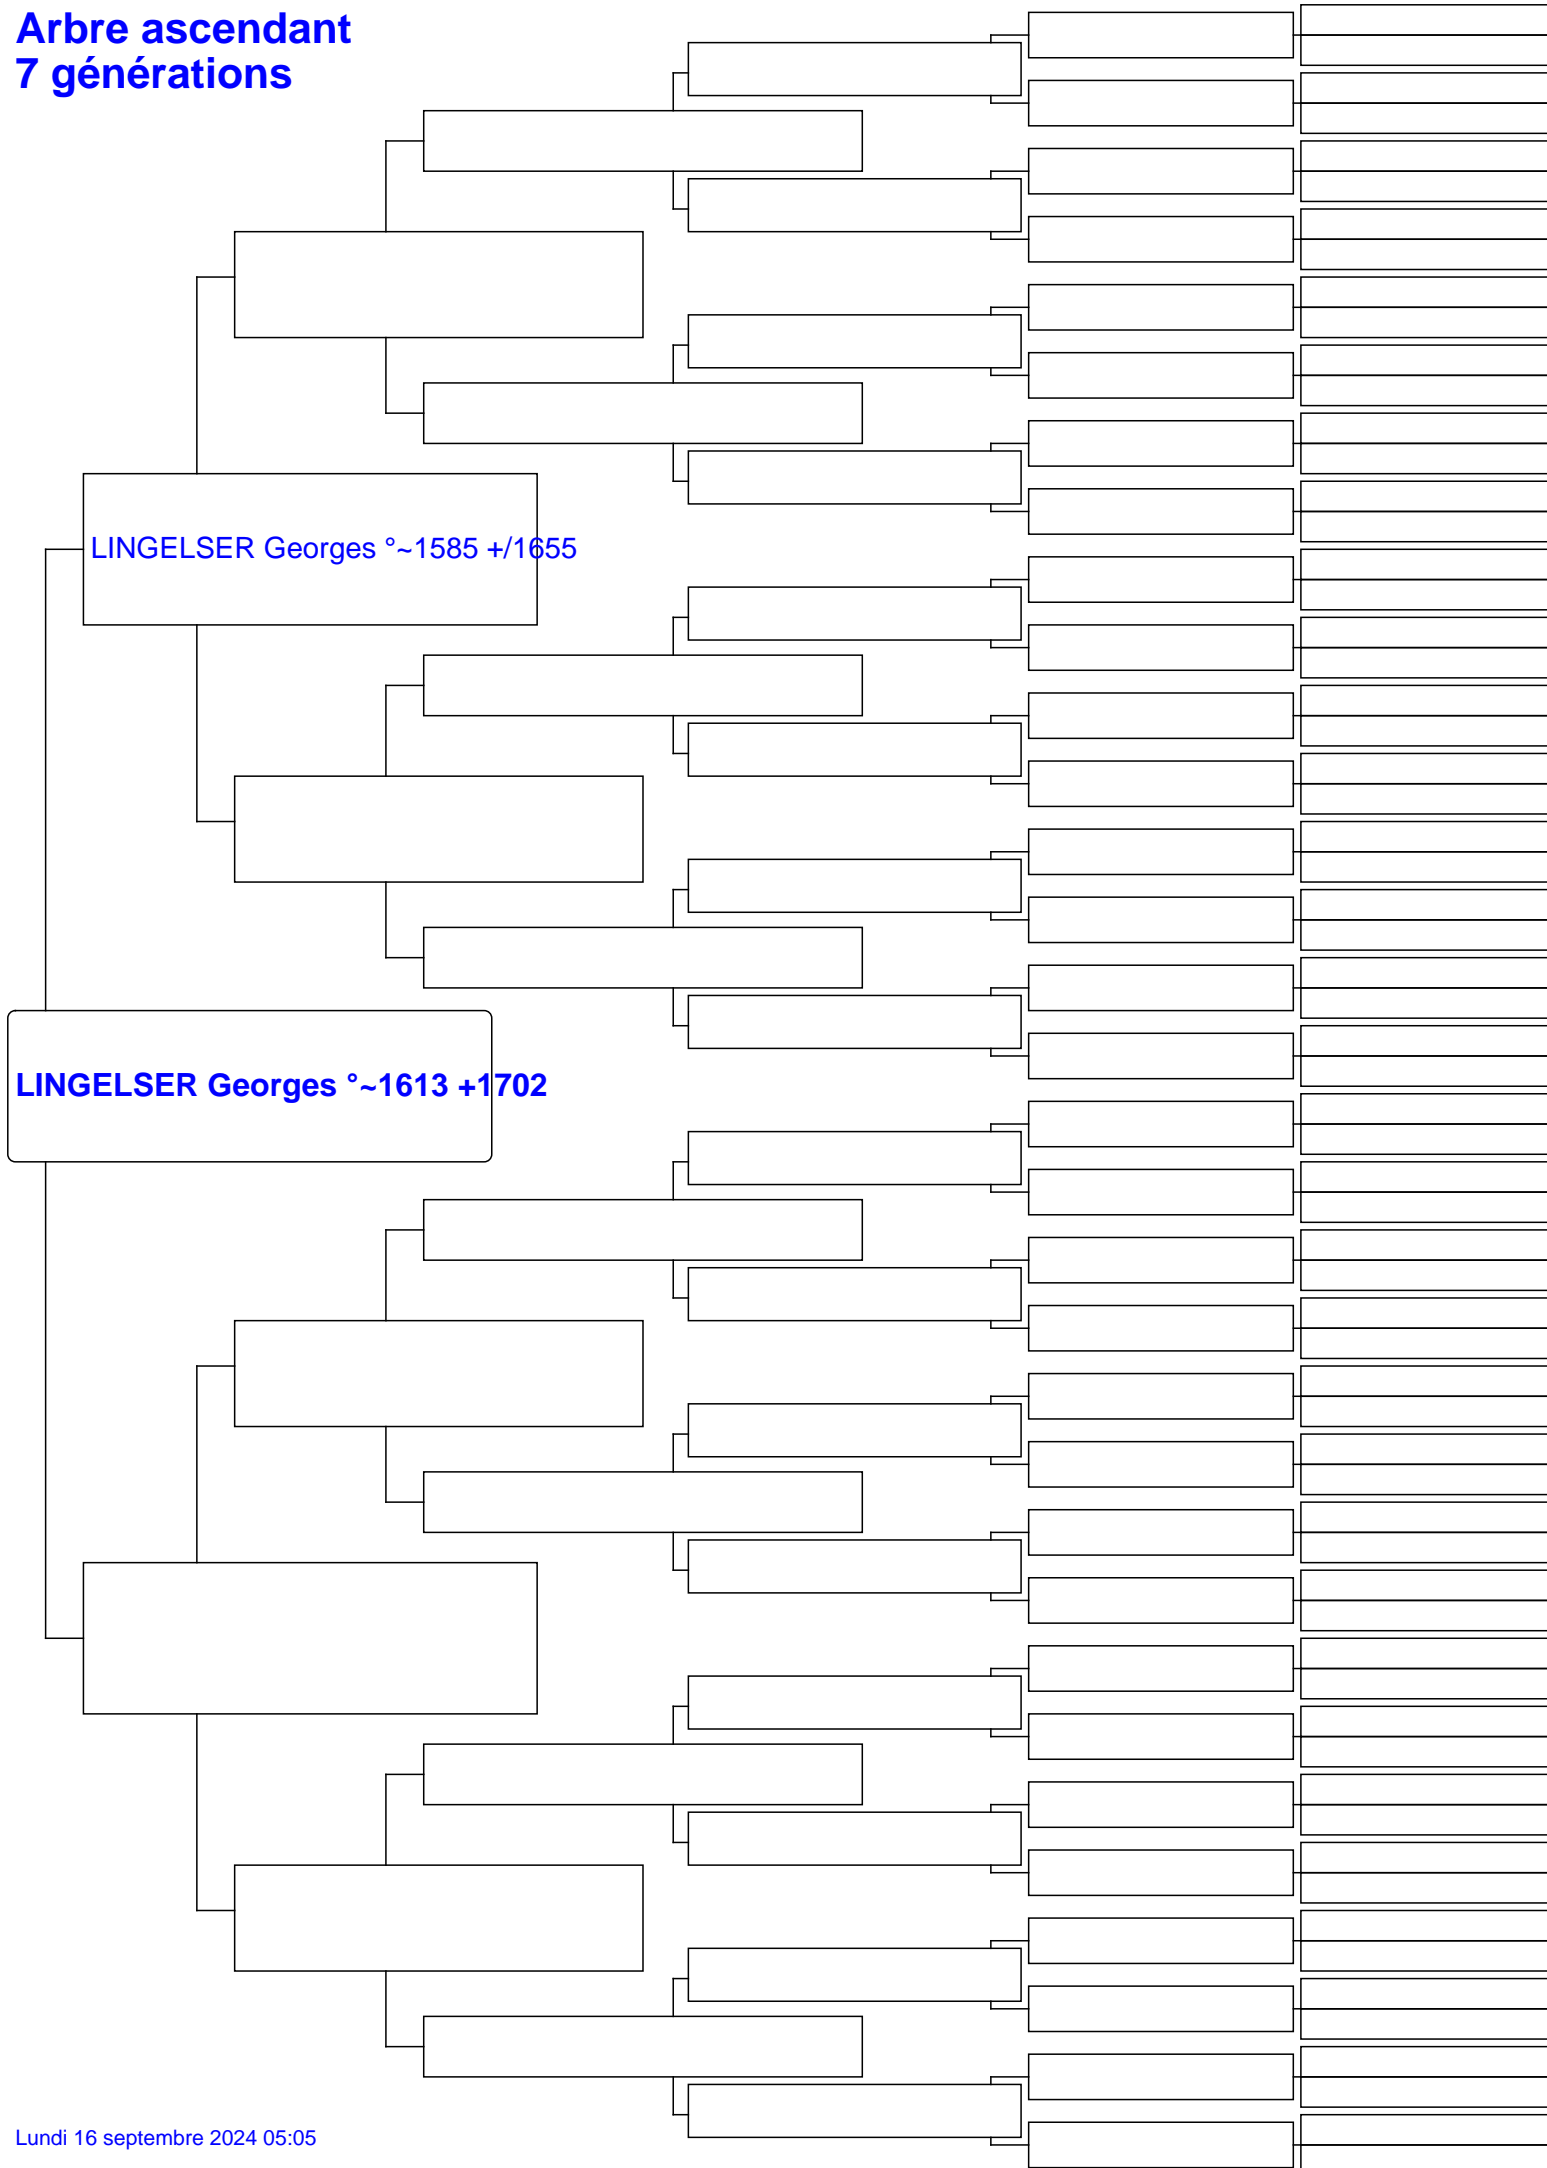 Arbre ascendant
7 générations
LINGELSER Georges °~1585 +/1655
LINGELSER Georges °~1613 +1702
Lundi 16 septembre 2024 05:05